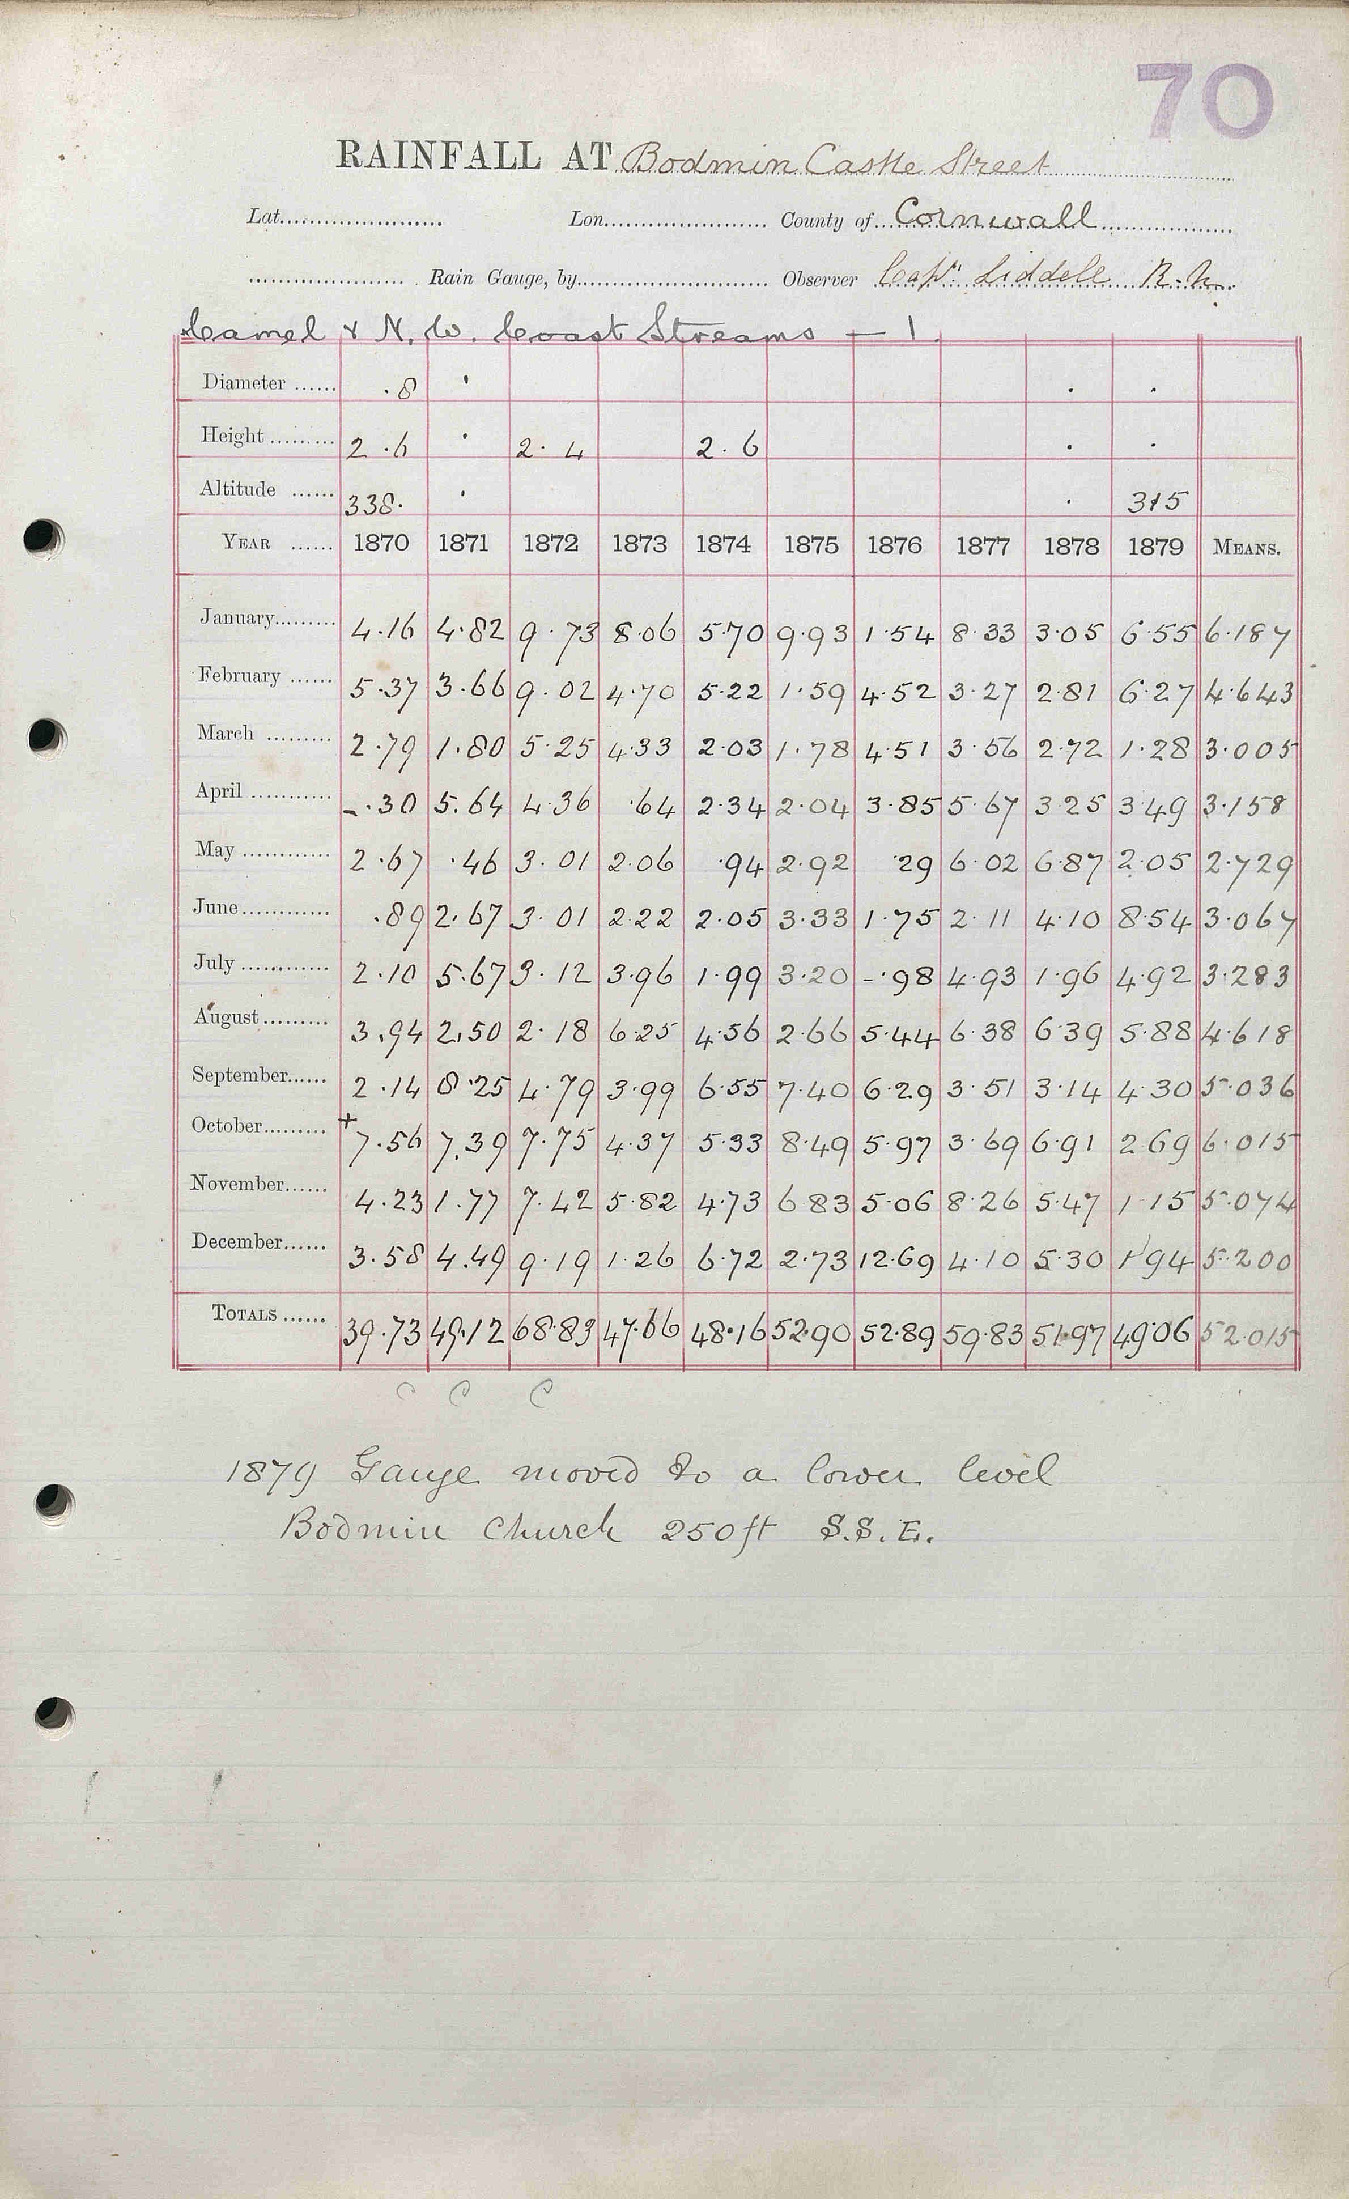 70
RAINFALL AT Bodmin Castle Street
Lat. Lon. County of Cornwall
Rain Gauge, by Observer Capt. Liddell R.N.
Camel & N.W. Coast Streams — 1.
Diameter .8
Height 2.6 2.4 2.6
Altitude 338. 315
YEAR 1870 1871 1872 1873 1874 1875 1876 1877 1878 1879 MEANS.
January 4.16 4.82 9.73 8.06 5.70 9.93 1.54 8.33 3.05 6.55 6.187
February 5.37 3.66 9.02 4.70 5.22 1.59 4.52 3.27 2.81 6.27 4.643
March 2.79 1.80 5.25 4.33 2.03 1.78 4.51 3.56 2.72 1.28 3.005
April -.30 5.64 4.36 .64 2.34 2.04 3.85 5.67 3.25 3.49 3.158
May 2.67 .46 3.01 2.06 .94 2.92 .29 6.02 6.87 2.05 2.729
June .89 2.67 3.01 2.22 2.05 3.33 1.75 2.11 4.10 8.54 3.067
July 2.10 5.67 3.12 3.96 1.99 3.20 -.98 4.93 1.96 4.92 3.283
August 3.94 2.50 2.18 6.25 4.56 2.66 5.44 6.38 6.39 5.88 4.618
September 2.14 8.25 4.79 3.99 6.55 7.40 6.29 3.51 3.14 4.30 5.036
October +7.56 7.39 7.75 4.37 5.33 8.49 5.97 3.69 6.91 2.69 6.015
November 4.23 1.77 7.42 5.82 4.73 6.83 5.06 8.26 5.47 1.15 5.074
December 3.58 4.49 9.19 1.26 6.72 2.73 12.69 4.10 5.30 1.94 5.200
TOTALS 39.73 49.12 68.83 47.66 48.16 52.90 52.89 59.83 51.97 49.06 52.015
C C C
1879 Gauge moved to a lower level
Bodmin Church 250ft S.S.E.